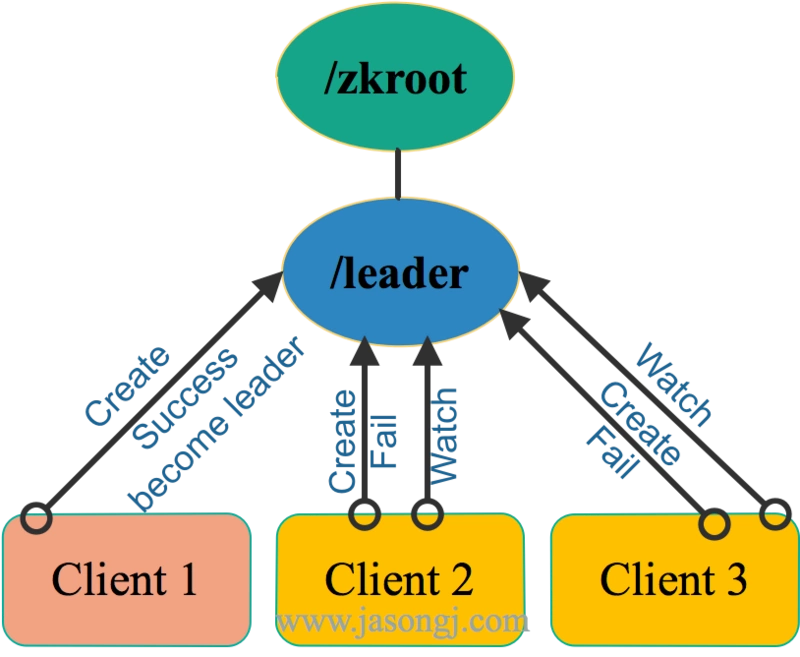 /zkroot
/leader
Create
Success
become leader
Create
Fail
Watch
Watch
Create
Fail
Client 1
Client 2
Client 3
www.jasongj.com